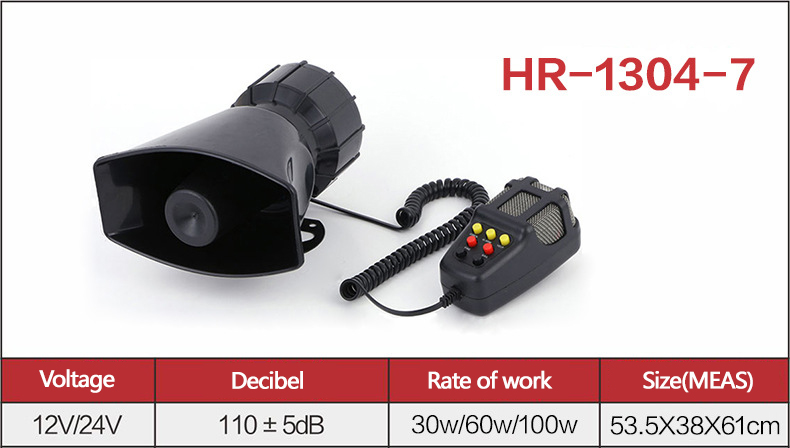 HR-1304-7
Voltage Decibel Rate of work Size(MEAS)
12V/24V 110 ± 5dB 30w/60w/100w 53.5X38X61cm